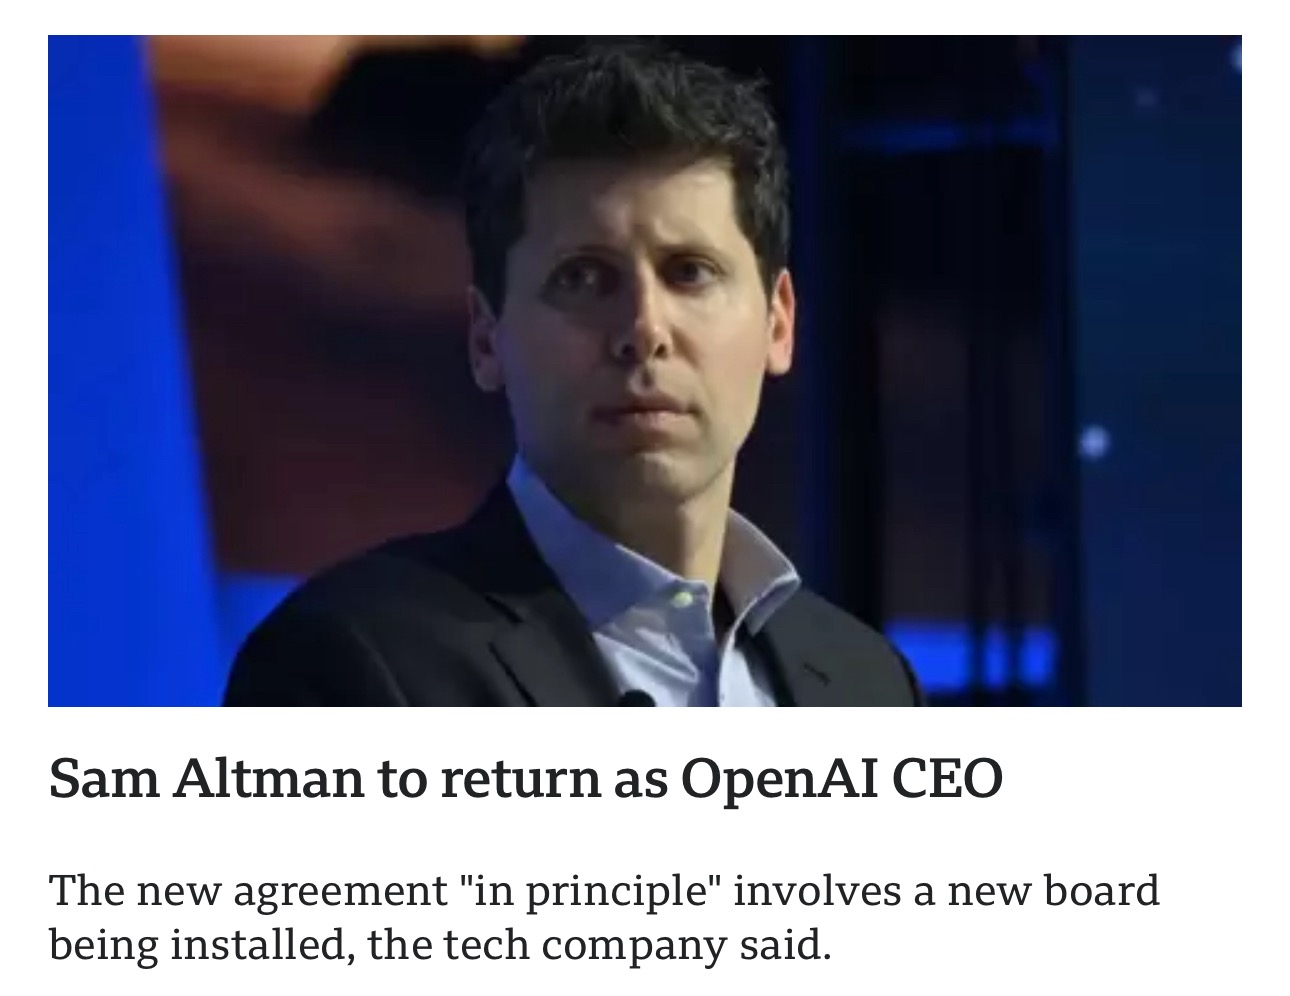 Sam Altman to return as OpenAI CEO
The new agreement "in principle" involves a new board
being installed, the tech company said.